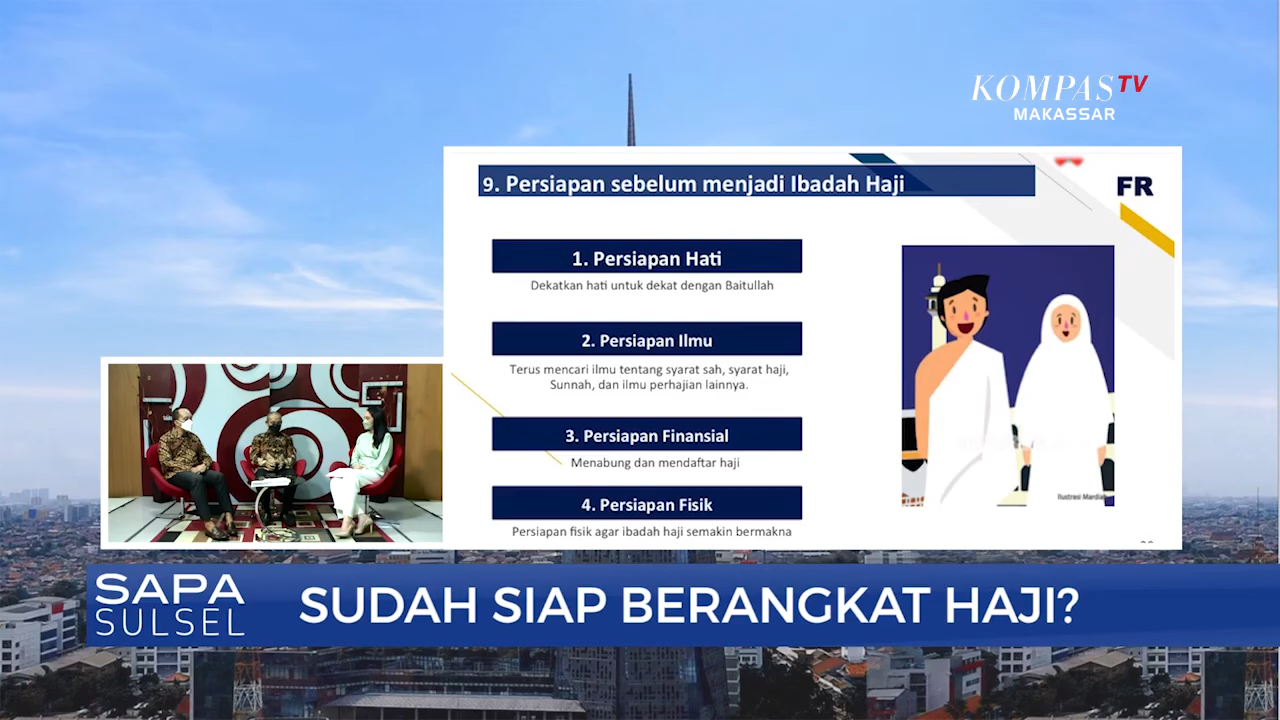 KOMPAS TV
MAKASSAR
9. Persiapan sebelum menjadi Ibadah Haji
FR
1. Persiapan Hati
Dekatkan hati untuk dekat dengan Baitullah
2. Persiapan Ilmu
Terus mencari ilmu tentang syarat sah, syarat haji,
Sunnah, dan ilmu perhajian lainnya.
3. Persiapan Finansial
Menabung dan mendaftar haji
4. Persiapan Fisik
Persiapan fisik agar ibadah haji semakin bermakna
Ilustrasi Mardiah
SAPA
SULSEL
SUDAH SIAP BERANGKAT HAJI?